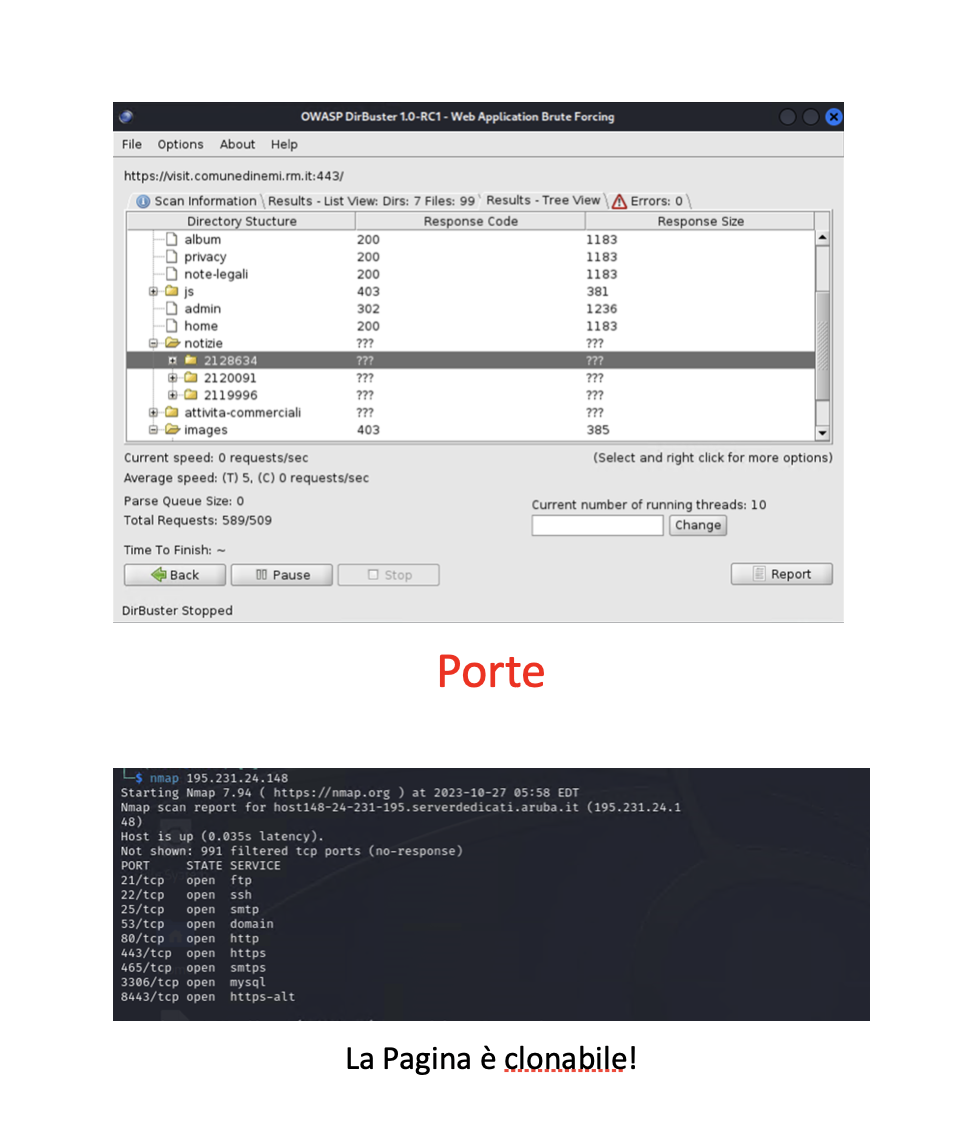 OWASP DirBuster 1.0-RC1 - Web Application Brute Forcing
File Options About Help
https://visit.comunedinemi.rm.it:443/
Scan Information Results - List View: Dirs: 7 Files: 99 Results - Tree View Errors: 0
Directory Stucture Response Code Response Size
album 200 1183
privacy 200 1183
note-legali 200 1183
js 403 381
admin 302 1236
home 200 1183
notizie ??? ???
2128634 ??? ???
2120091 ??? ???
2119996 ??? ???
attivita-commerciali ??? ???
images 403 385
Current speed: 0 requests/sec (Select and right click for more options)
Average speed: (T) 5, (C) 0 requests/sec
Parse Queue Size: 0
Current number of running threads: 10
Total Requests: 589/509
Change
Time To Finish: ~
Back Pause Stop Report
DirBuster Stopped
Porte
$ nmap 195.231.24.148
Starting Nmap 7.94 ( https://nmap.org ) at 2023-10-27 05:58 EDT
Nmap scan report for host148-24-231-195.serverdedicati.aruba.it (195.231.24.1
48)
Host is up (0.035s latency).
Not shown: 991 filtered tcp ports (no-response)
PORT STATE SERVICE
21/tcp open ftp
22/tcp open ssh
25/tcp open smtp
53/tcp open domain
80/tcp open http
443/tcp open https
465/tcp open smtps
3306/tcp open mysql
8443/tcp open https-alt
La Pagina è clonabile!